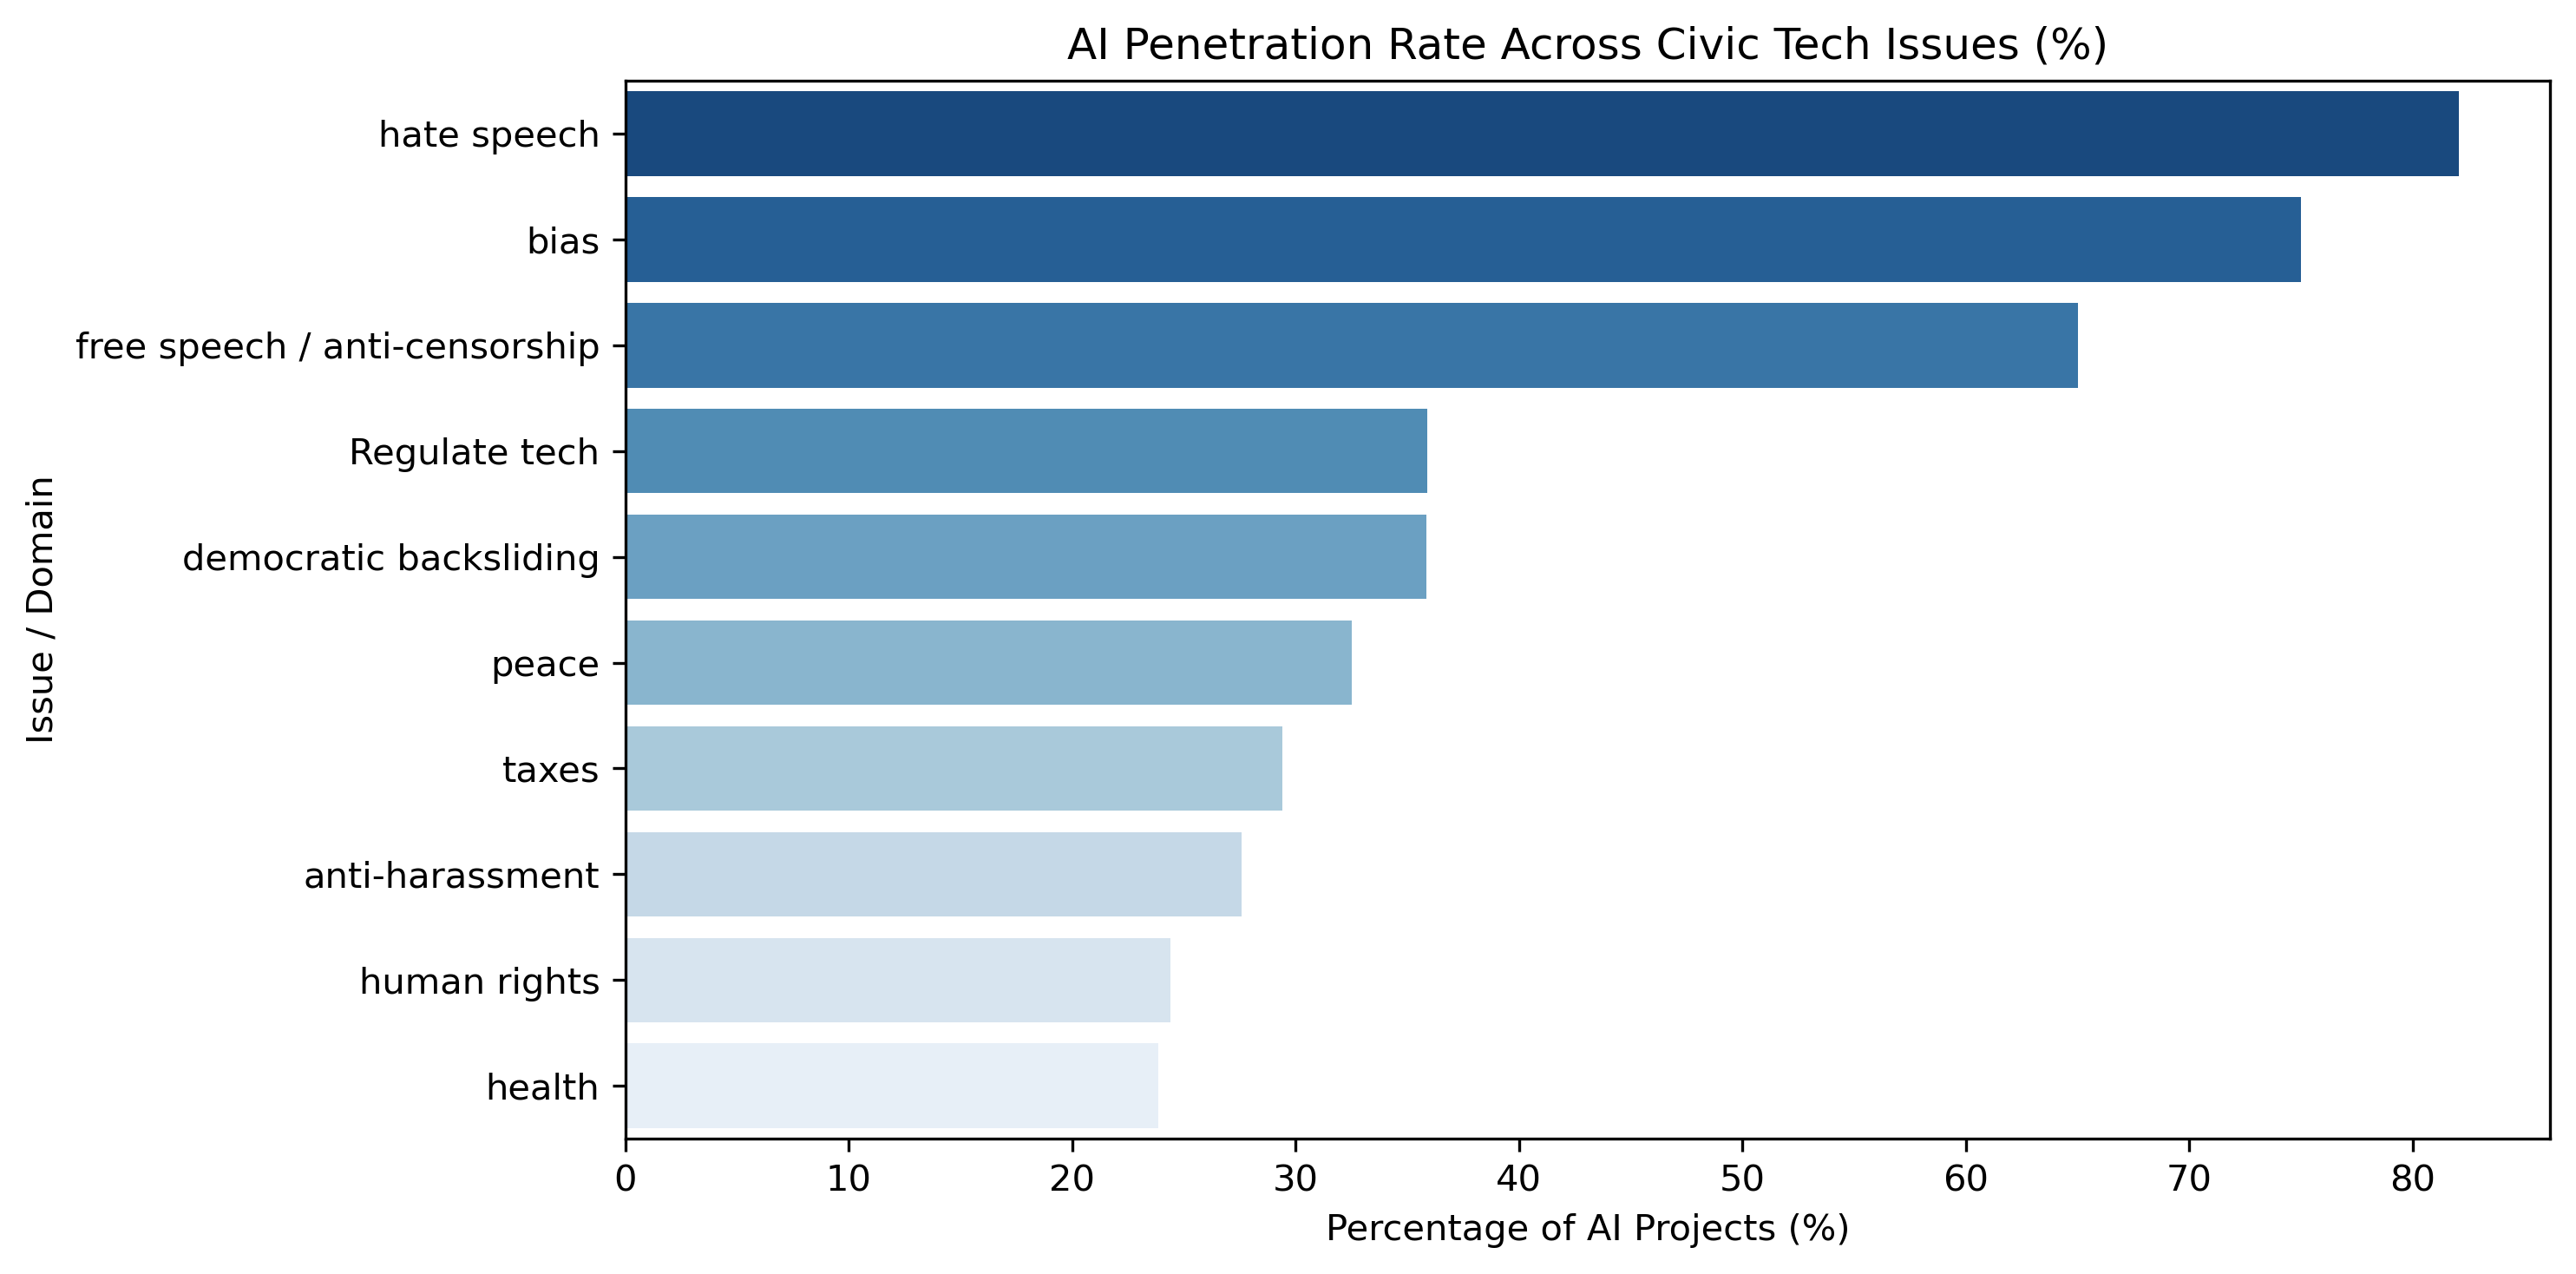 AI Penetration Rate Across Civic Tech Issues (%)
Issue / Domain
hate speech
bias
free speech / anti-censorship
Regulate tech
democratic backsliding
peace
taxes
anti-harassment
human rights
health
0 10 20 30 40 50 60 70 80
Percentage of AI Projects (%)